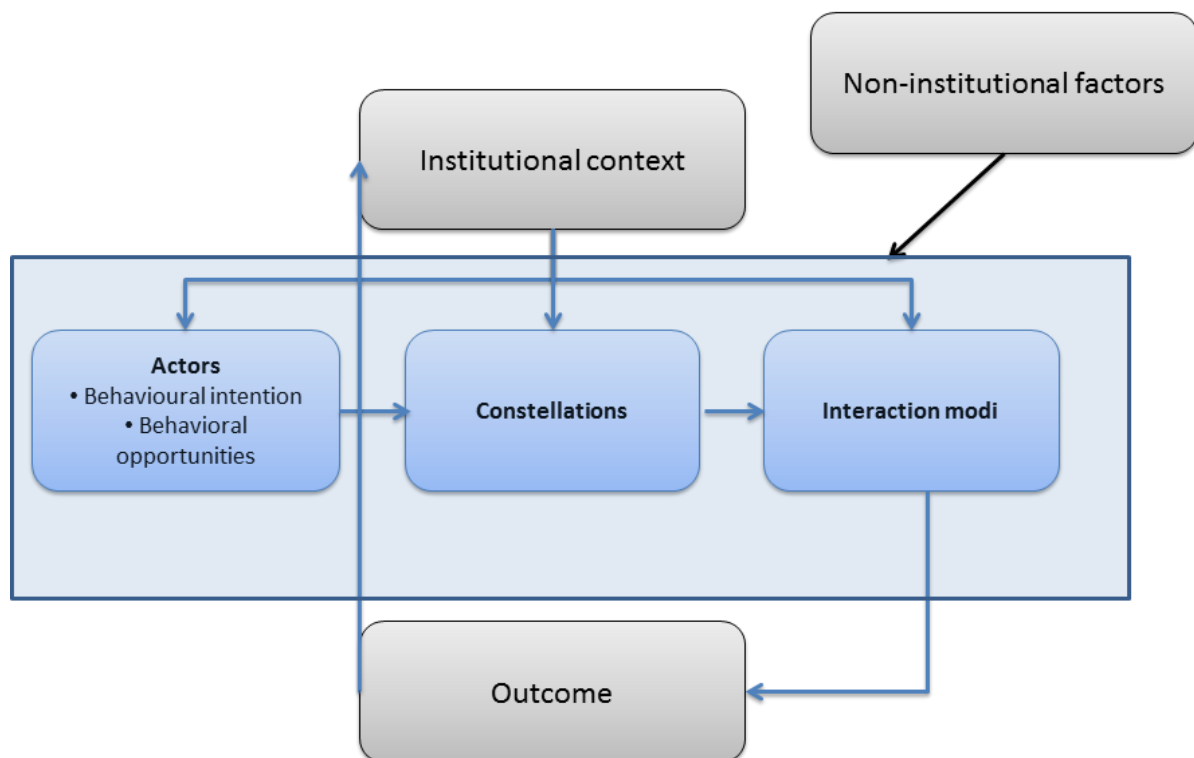 Non-institutional factors
Institutional context
Actors
• Behavioural intention
• Behavioral
opportunities
Constellations
Interaction modi
Outcome